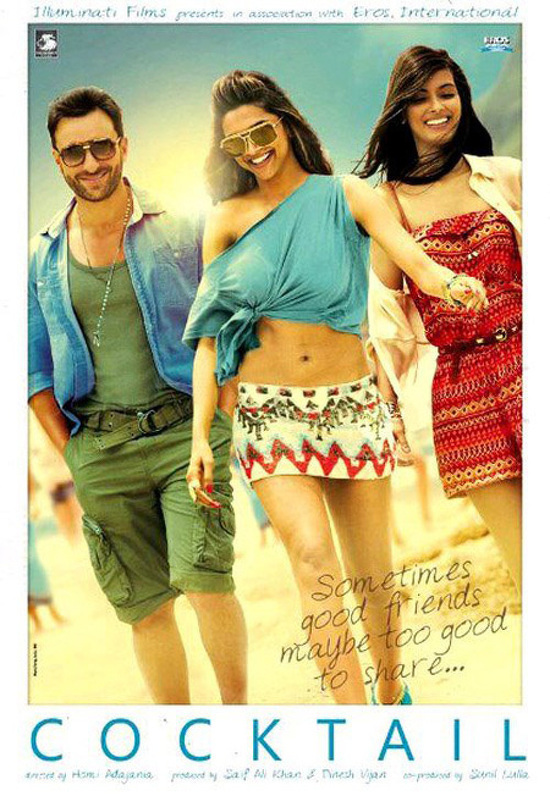 Illuminati Films presents in association with Eros International
EROS
Sometimes
good friends
maybe too good
to share...
COCKTAIL
directed by Homi Adajania produced by Saif Ali Khan & Dinesh Vijan co-produced by Sunil Lulla